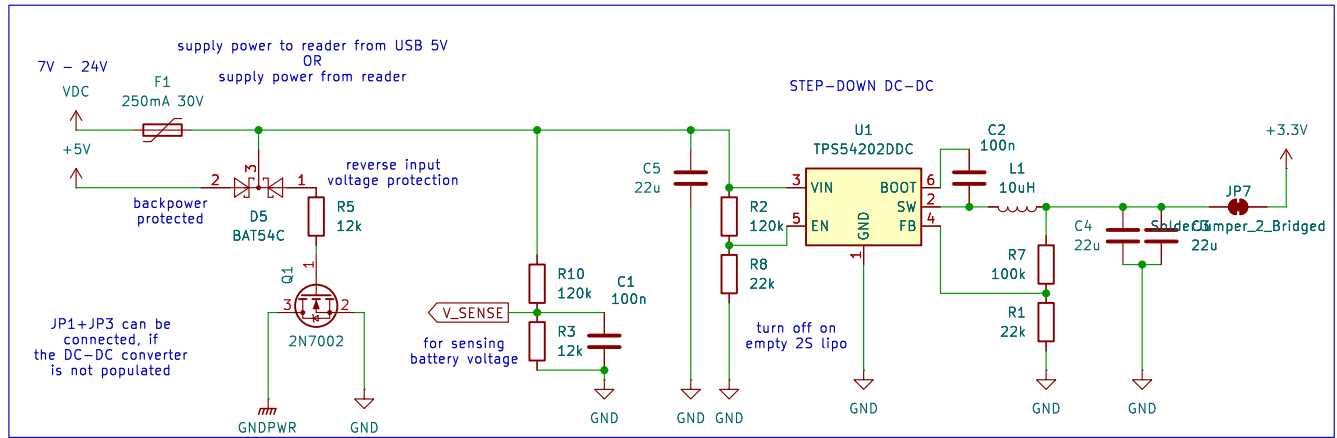 supply power to reader from USB 5V
OR
supply power from reader
7V - 24V
VDC
F1
250mA 30V
+5V
2
3
1
reverse input
voltage protection
backpower
protected
D5
BAT54C
R5
12k
Q1
1
3
2
2N7002
JP1+JP3 can be
connected, if
the DC-DC converter
is not populated
GNDPWR
GND
V_SENSE
for sensing
battery voltage
R10
120k
R3
12k
C1
100n
GND
C5
22u
GND
R2
120k
R8
22k
GND
STEP-DOWN DC-DC
U1
TPS54202DDC
3
VIN
5
EN
BOOT
6
SW
2
FB
4
GND
1
turn off on
empty 2S lipo
GND
C2
100n
L1
10uH
R7
100k
R1
22k
GND
C4
22u
C3
22u
GND
JP7
SolderJumper_2_Bridged
+3.3V